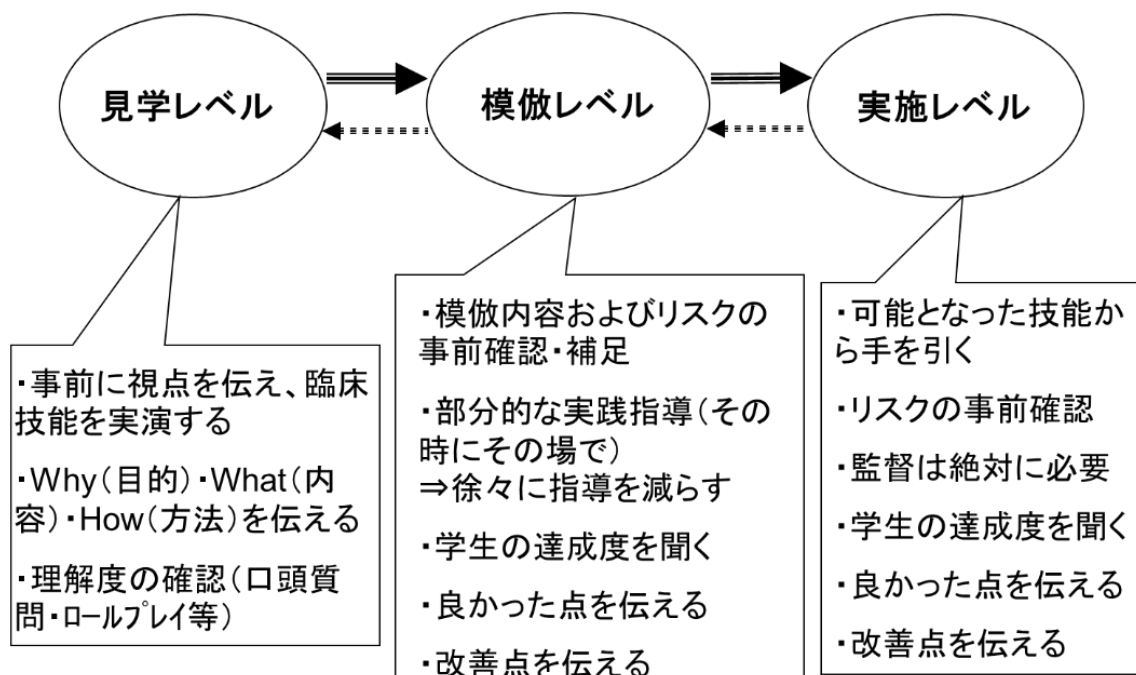 見学レベル
模倣レベル
実施レベル
・事前に視点を伝え、臨床
技能を実演する
・Why（目的）・What（内
容）・How（方法）を伝える
・理解度の確認（口頭質
問・ﾛｰﾙﾌﾟﾚｲ等）
・模倣内容およびリスクの
事前確認・補足
・部分的な実践指導（その
時にその場で）
⇒徐々に指導を減らす
・学生の達成度を聞く
・良かった点を伝える
・改善点を伝える
・可能となった技能か
ら手を引く
・リスクの事前確認
・監督は絶対に必要
・学生の達成度を聞く
・良かった点を伝える
・改善点を伝える